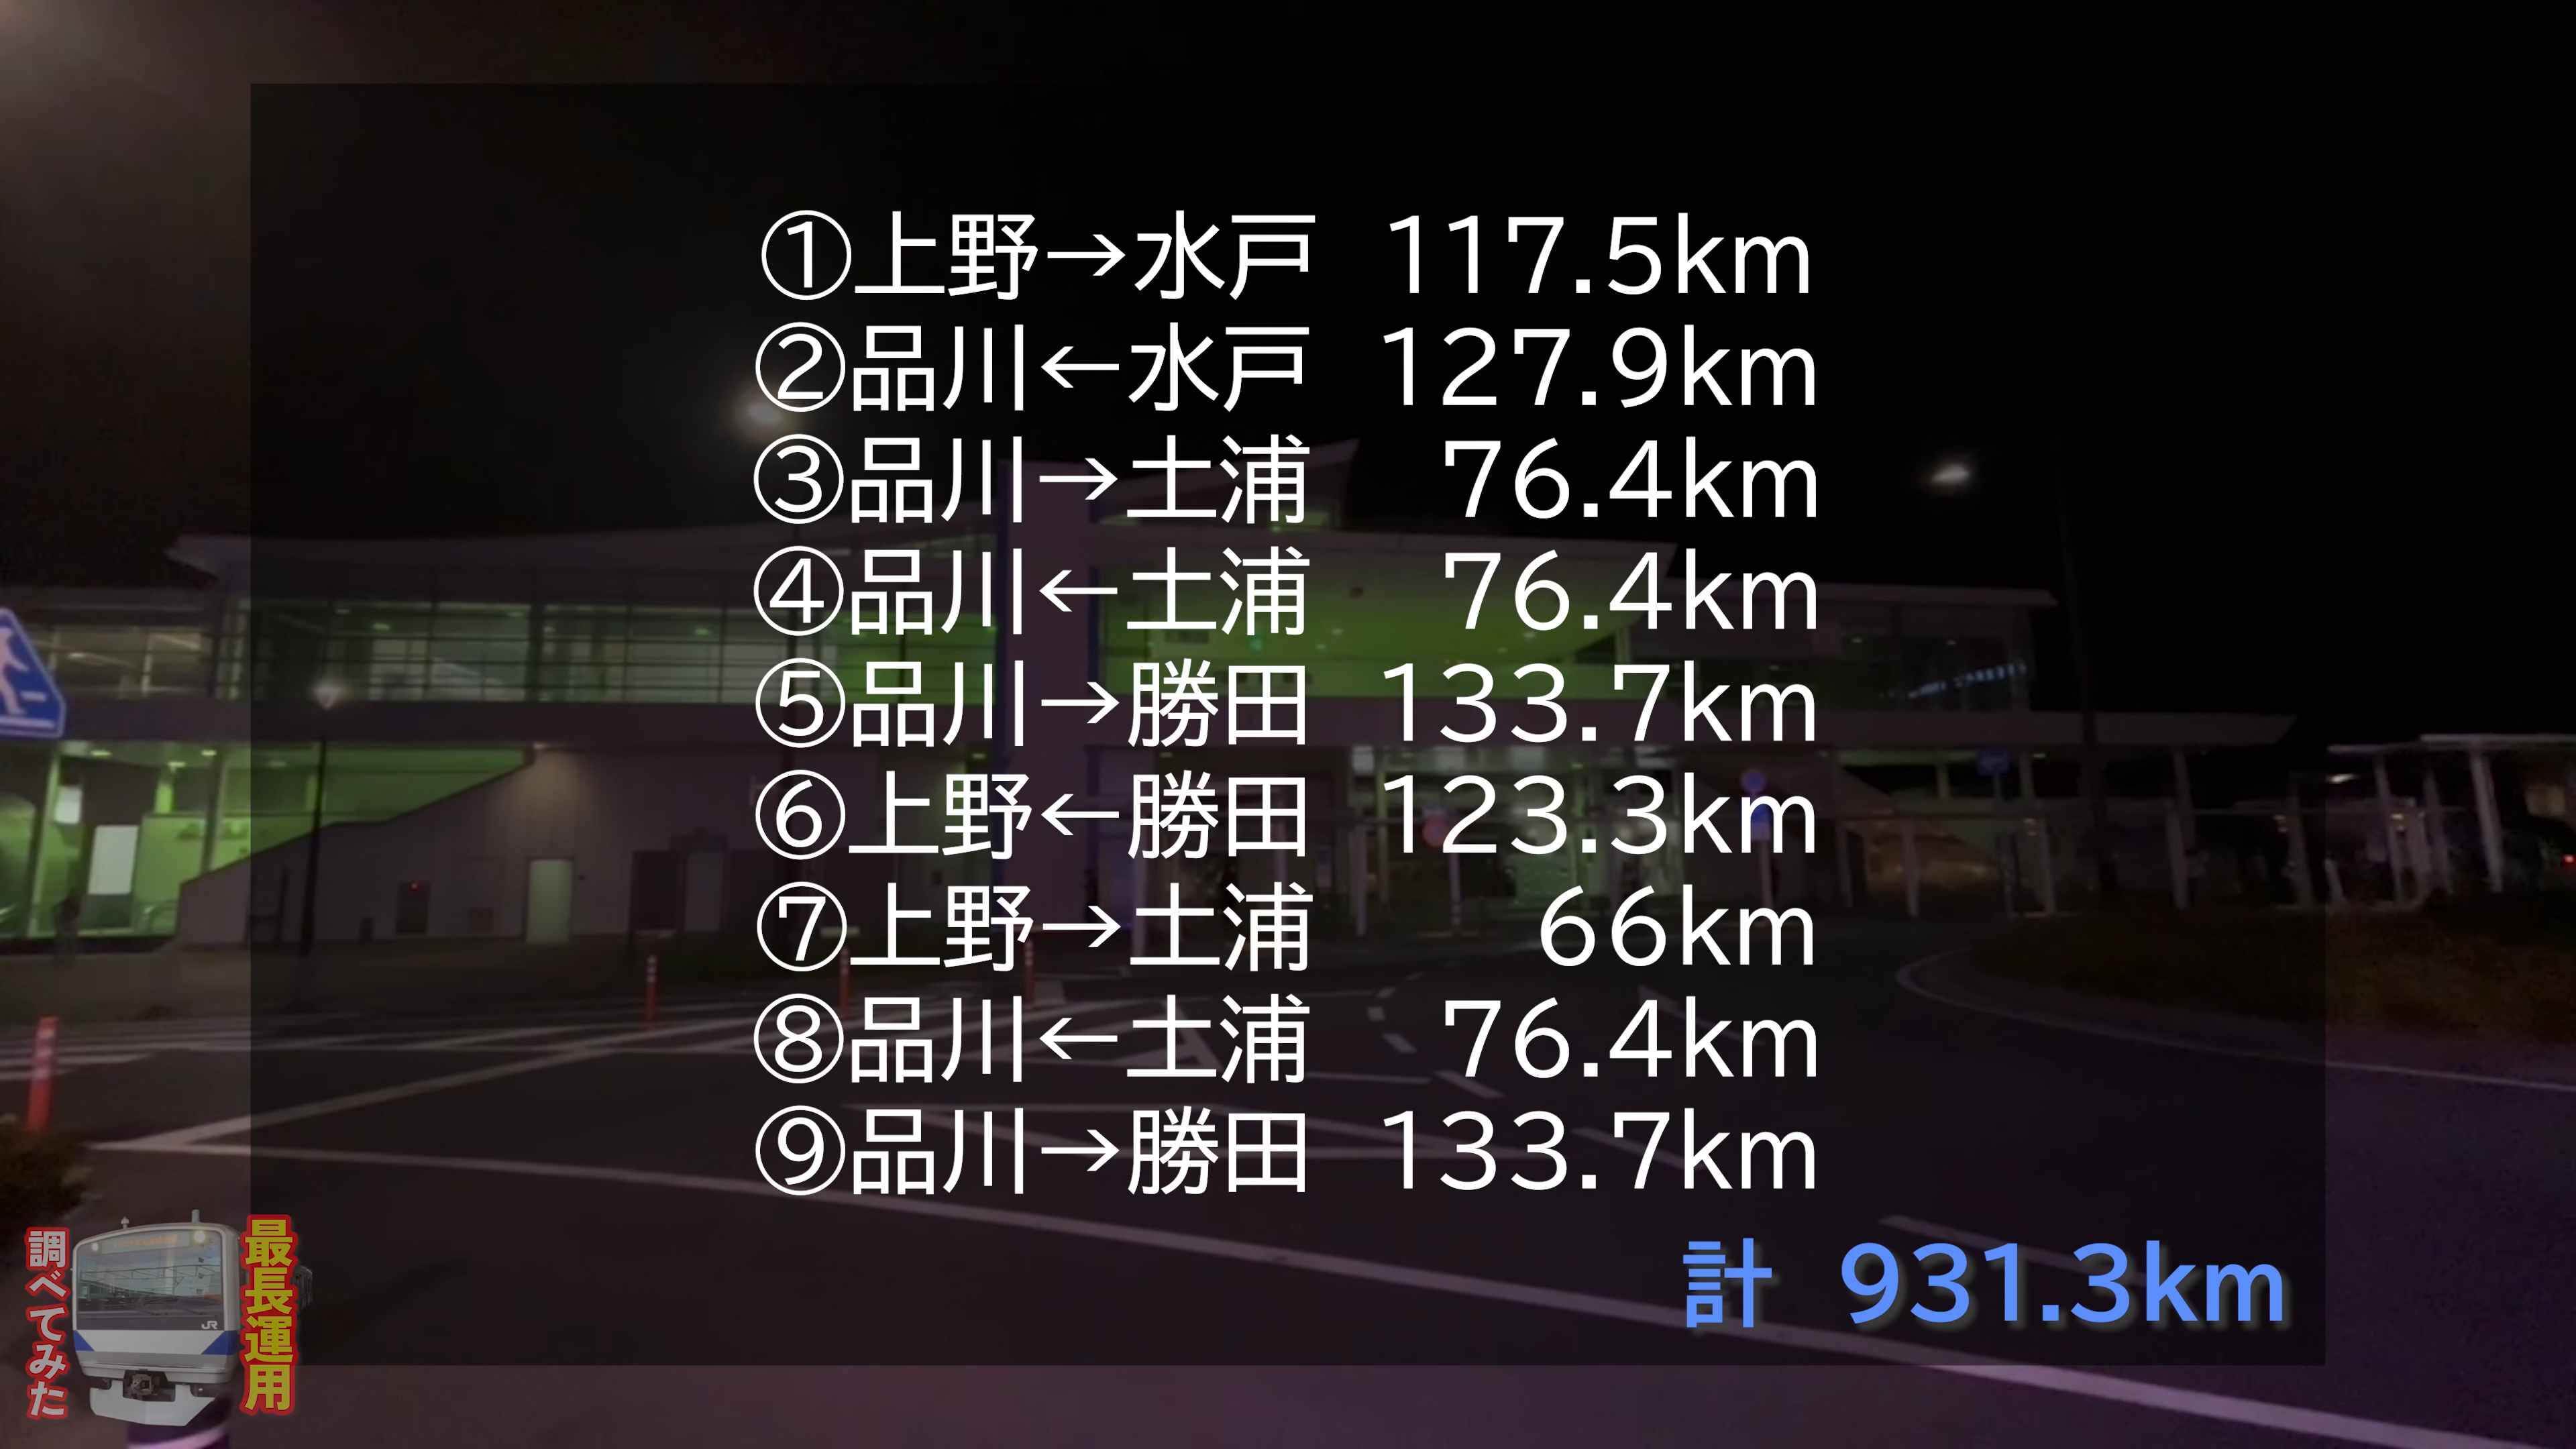 ①上野→水戸 117.5km
②品川←水戸 127.9km
③品川→土浦 76.4km
④品川←土浦 76.4km
⑤品川→勝田 133.7km
⑥上野←勝田 123.3km
⑦上野→土浦 66km
⑧品川←土浦 76.4km
⑨品川→勝田 133.7km
計 931.3km
最長運用
調べてみた
JR